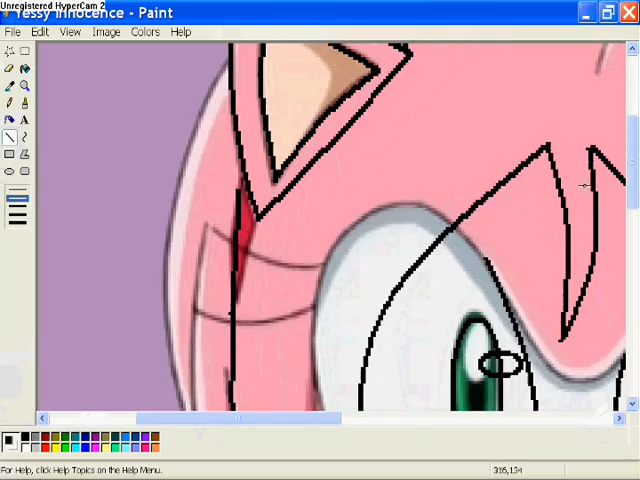 Unregistered HyperCam 2
Yessy Innocence - Paint
File Edit View Image Colors Help
A
For Help, click Help Topics on the Help Menu.
316,134